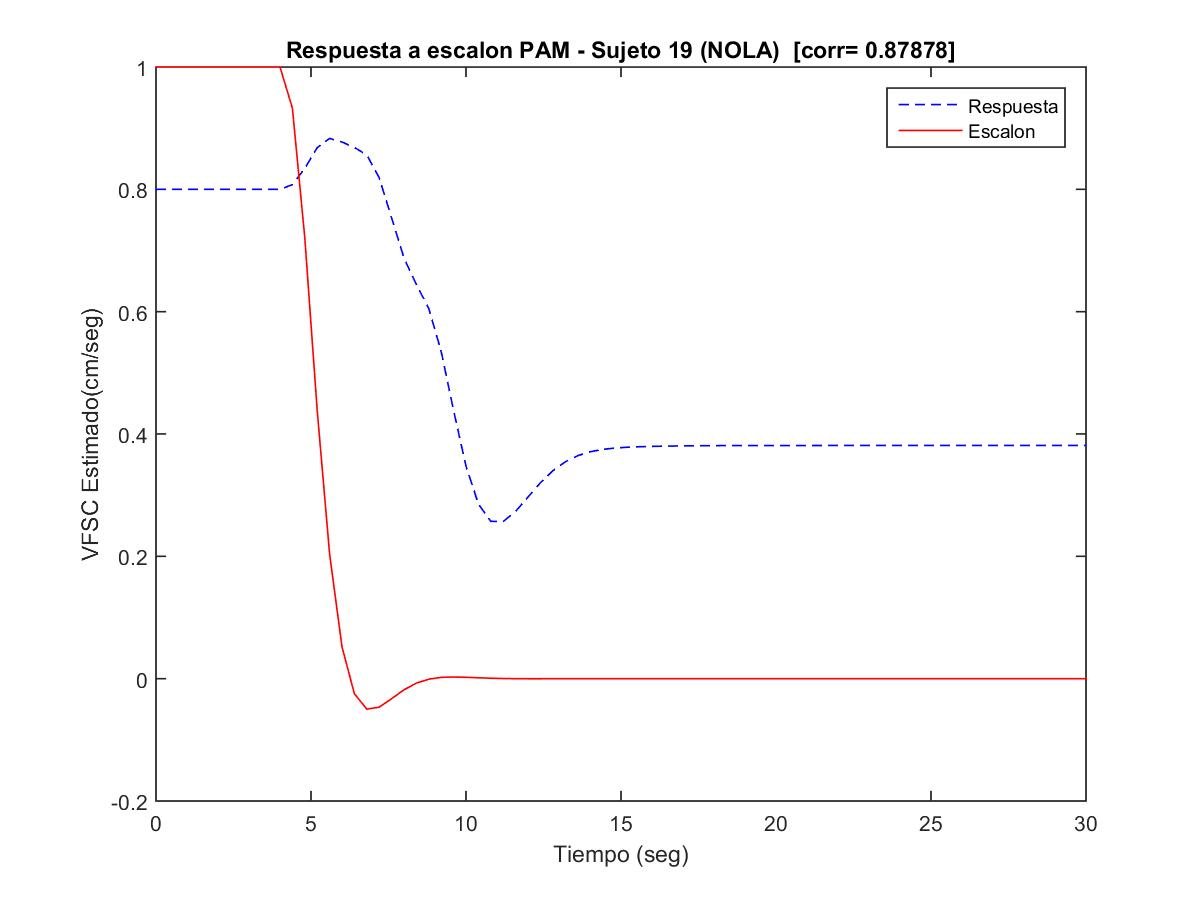 Respuesta a escalon PAM - Sujeto 19 (NOLA)  [corr= 0.87878]
Respuesta
Escalon
VFSC Estimado(cm/seg)
1
0.8
0.6
0.4
0.2
0
-0.2
0 5 10 15 20 25 30
Tiempo (seg)